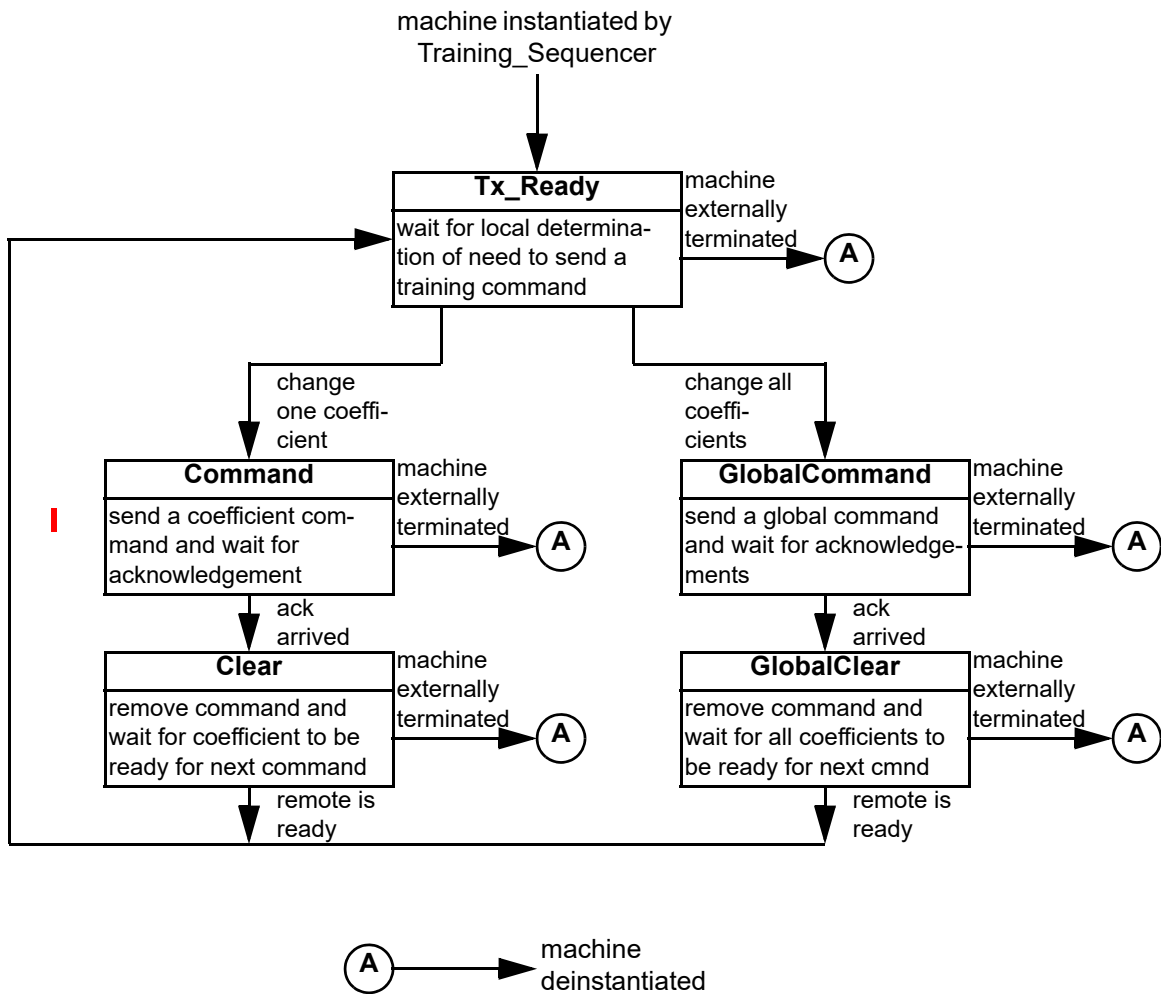 machine instantiated by
Training_Sequencer
Tx_Ready
wait for local determina-
tion of need to send a
training command
machine
externally
terminated
A
change
one coeffi-
cient
change all
coeffi-
cients
Command
send a coefficient com-
mand and wait for
acknowledgement
machine
externally
terminated
A
GlobalCommand
send a global command
and wait for acknowledge-
ments
machine
externally
terminated
A
ack
arrived
ack
arrived
Clear
remove command and
wait for coefficient to be
ready for next command
machine
externally
terminated
A
GlobalClear
remove command and
wait for all coefficients to
be ready for next cmnd
machine
externally
terminated
A
remote is
ready
remote is
ready
A
machine
deinstantiated